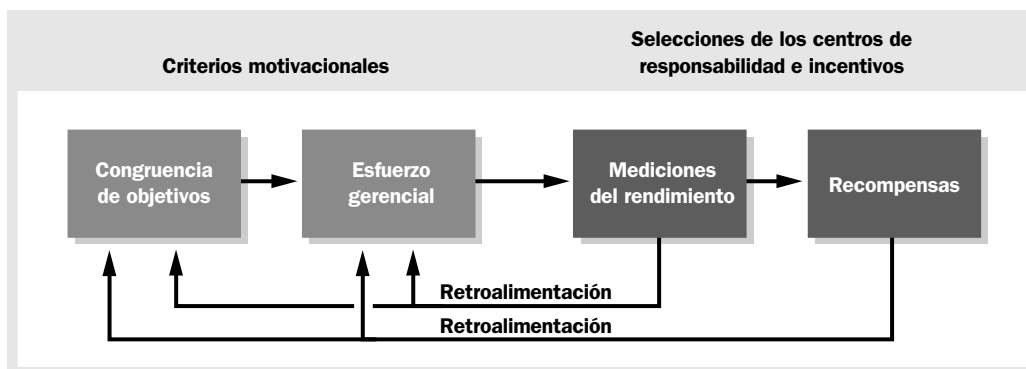 Criterios motivacionales
Selecciones de los centros de
responsabilidad e incentivos
Congruencia
de objetivos
Esfuerzo
gerencial
Mediciones
del rendimiento
Recompensas
Retroalimentación
Retroalimentación